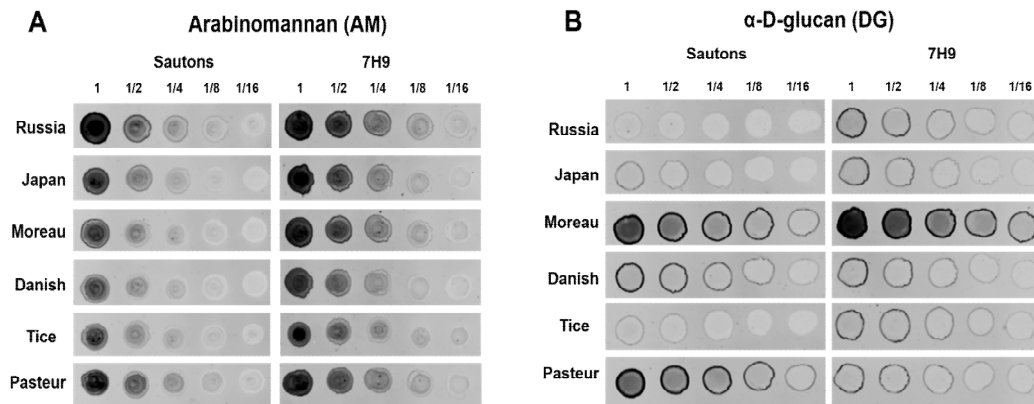 A Arabinomannan (AM)
Sautons 7H9
1 1/2 1/4 1/8 1/16 1 1/2 1/4 1/8 1/16
Russia
Japan
Moreau
Danish
Tice
Pasteur
B α-D-glucan (DG)
Sautons 7H9
1 1/2 1/4 1/8 1/16 1 1/2 1/4 1/8 1/16
Russia
Japan
Moreau
Danish
Tice
Pasteur